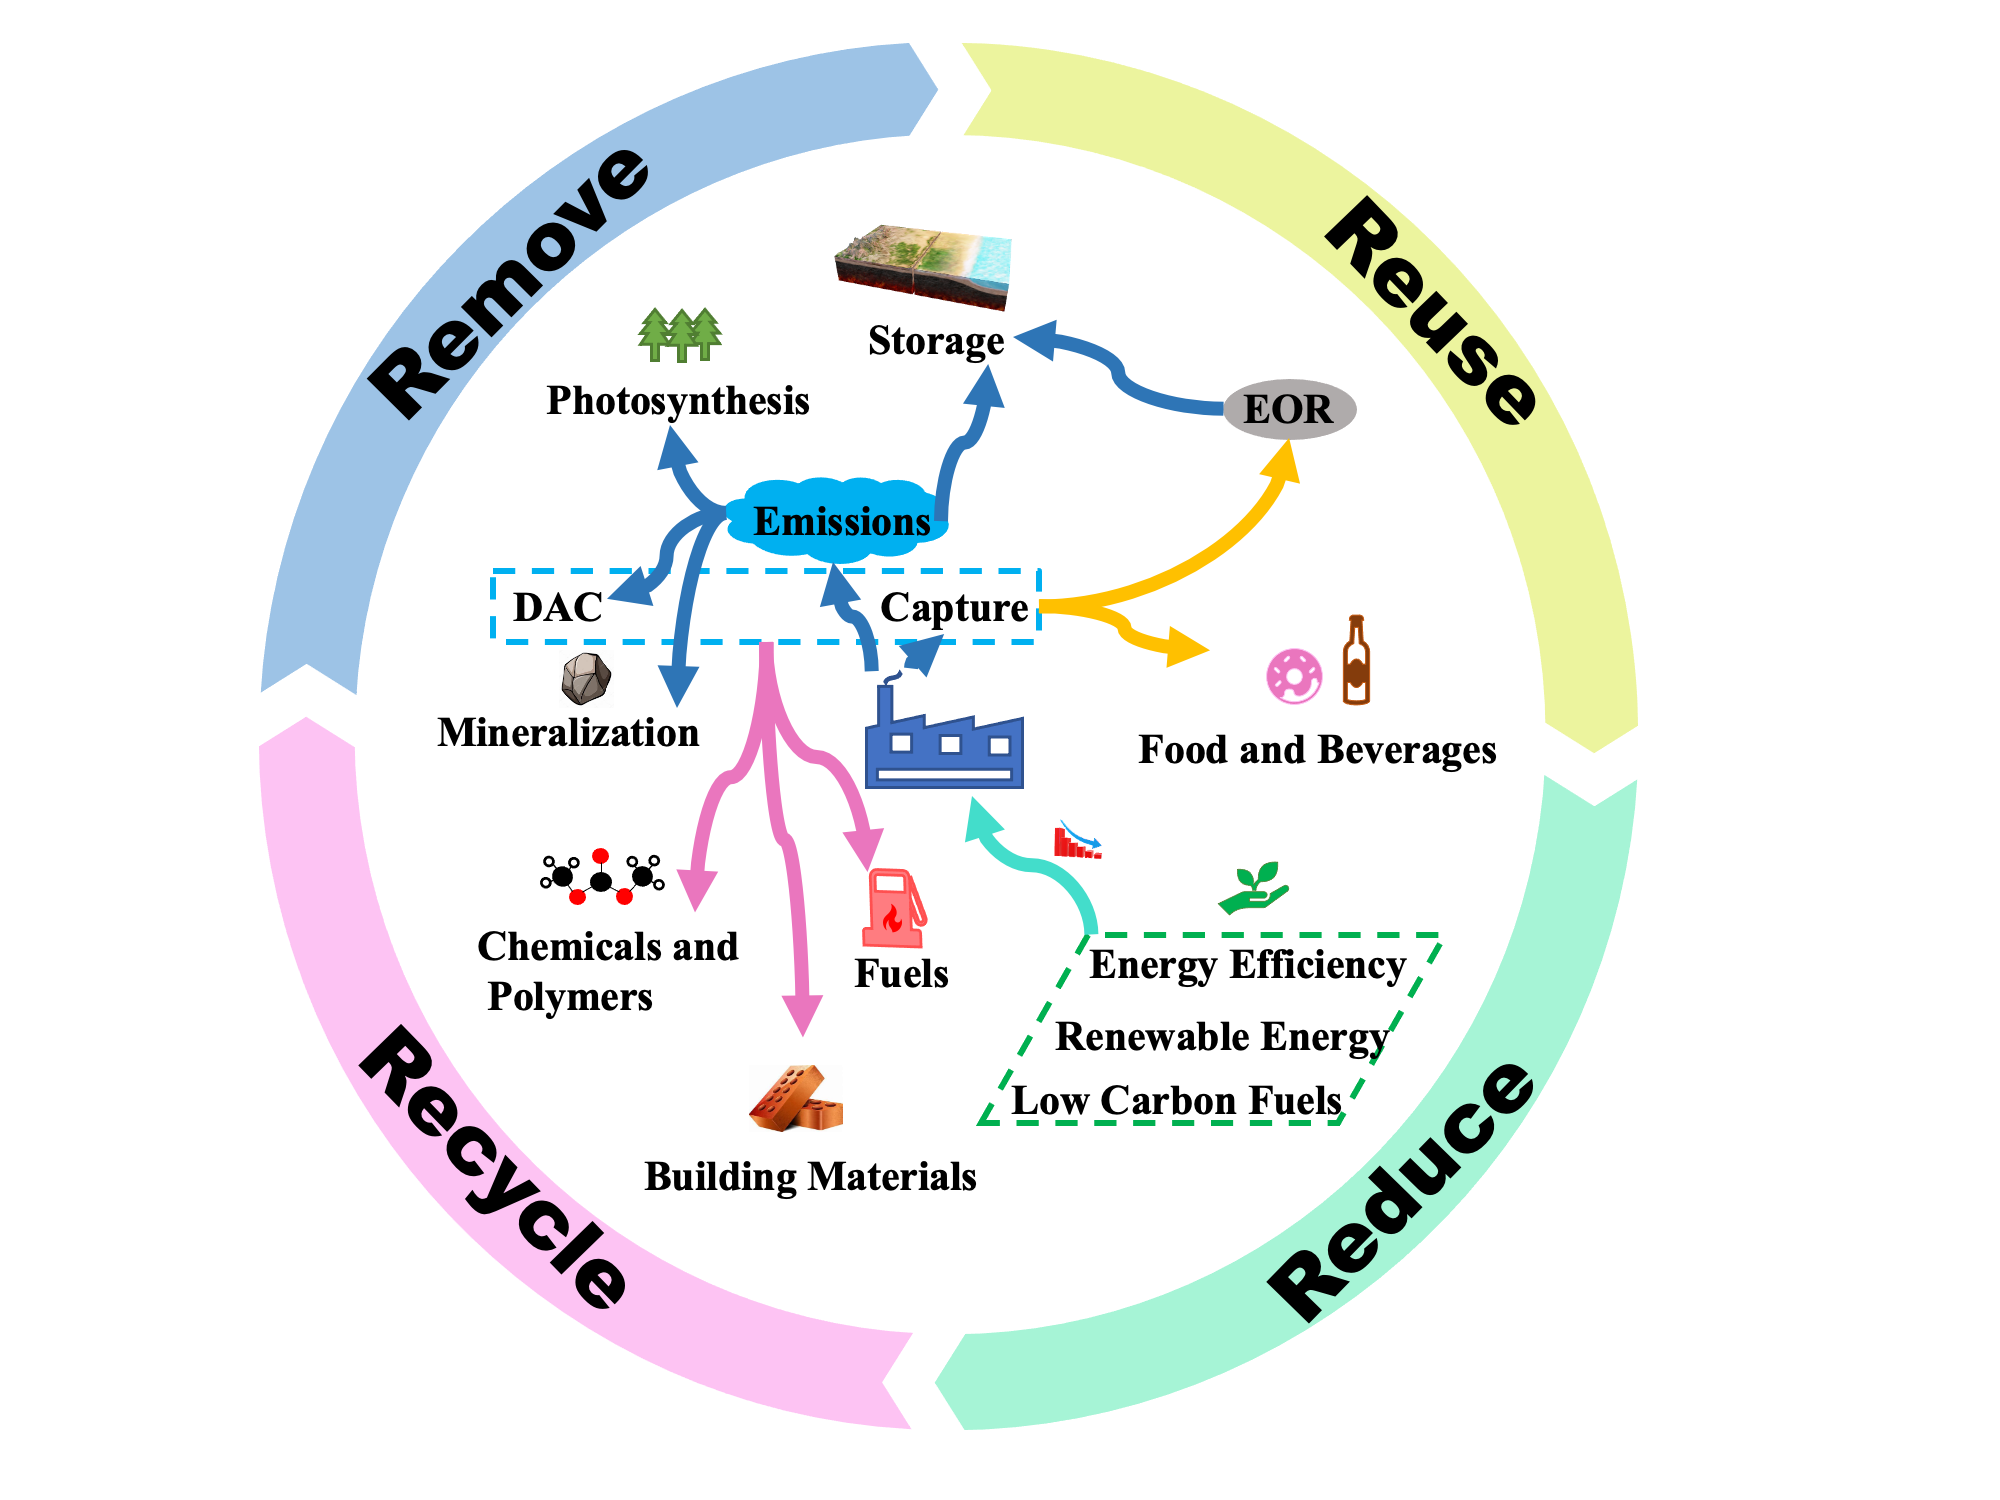 Remove
Reuse
Storage
Photosynthesis
EOR
Emissions
DAC
Capture
Mineralization
Food and Beverages
Chemicals and
Polymers
Fuels
Energy Efficiency
Renewable Energy
Low Carbon Fuels
Building Materials
Recycle
Reduce